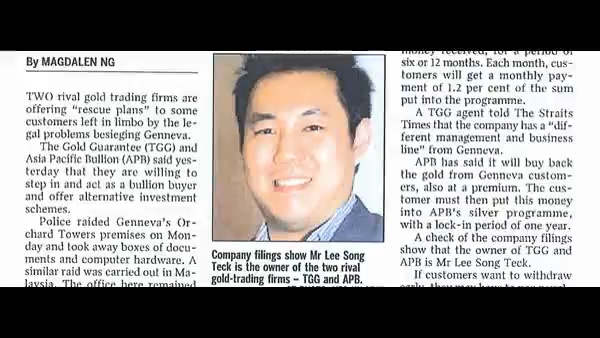 By MAGDALEN NG
TWO rival gold trading firms are
offering "rescue plans" to some
customers left in limbo by the le-
gal problems besieging Genneva.
The Gold Guarantee (TGG) and
Asia Pacific Bullion (APB) said yes-
terday that they are willing to
step in and act as a bullion buyer
and offer alternative investment
schemes.
Police raided Genneva's Or-
chard Towers premises on Mon-
day and took away boxes of docu-
ments and computer hardware. A
similar raid was carried out in Ma-
laysia. The office here remained
Company filings show Mr Lee Song
Teck is the owner of the two rival
gold-trading firms – TGG and APB.
money received, for a period of
six or 12 months. Each month, cus-
tomers will get a monthly pay-
ment of 1.2 per cent of the sum
put into the programme.
A TGG agent told The Straits
Times that the company has a "dif-
ferent management and business
line" from Genneva.
APB has said it will buy back
the gold from Genneva custom-
ers, also at a premium. The cus-
tomer must then put this money
into APB's silver programme,
with a lock-in period of one year.
A check of the company filings
show that the owner of TGG and
APB is Mr Lee Song Teck.
If customers want to withdraw
early, they may have to